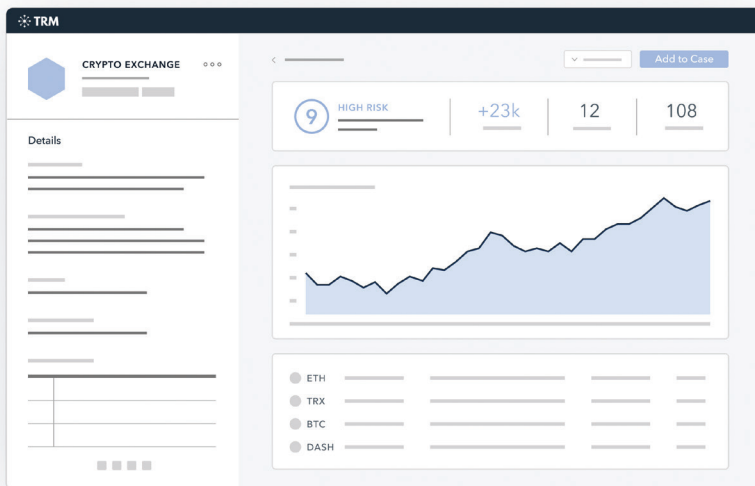 TRM
CRYPTO EXCHANGE
Add to Case
Details
9
HIGH RISK
+23k
12
108
ETH
TRX
BTC
DASH